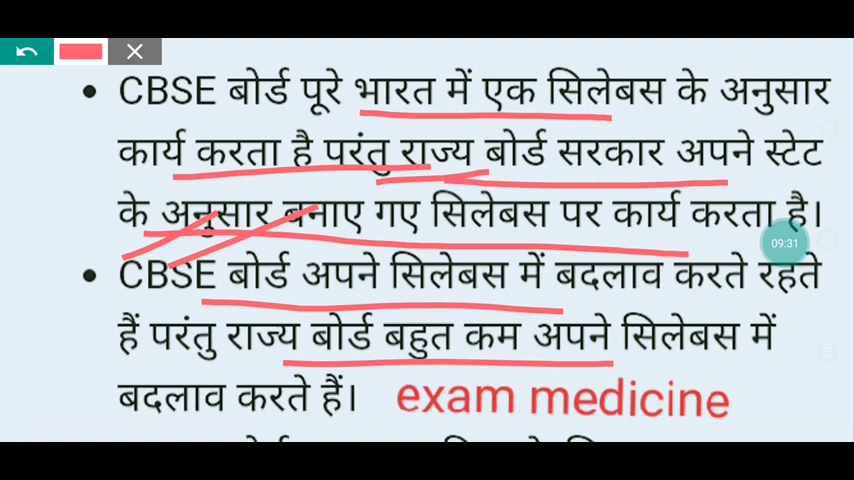 CBSE बोर्ड पूरे भारत में एक सिलेबस के अनुसार
कार्य करता है परंतु राज्य बोर्ड सरकार अपने स्टेट
के अनुसार बनाए गए सिलेबस पर कार्य करता है।
09:31
CBSE बोर्ड अपने सिलेबस में बदलाव करते रहते
हैं परंतु राज्य बोर्ड बहुत कम अपने सिलेबस में
बदलाव करते हैं। exam medicine